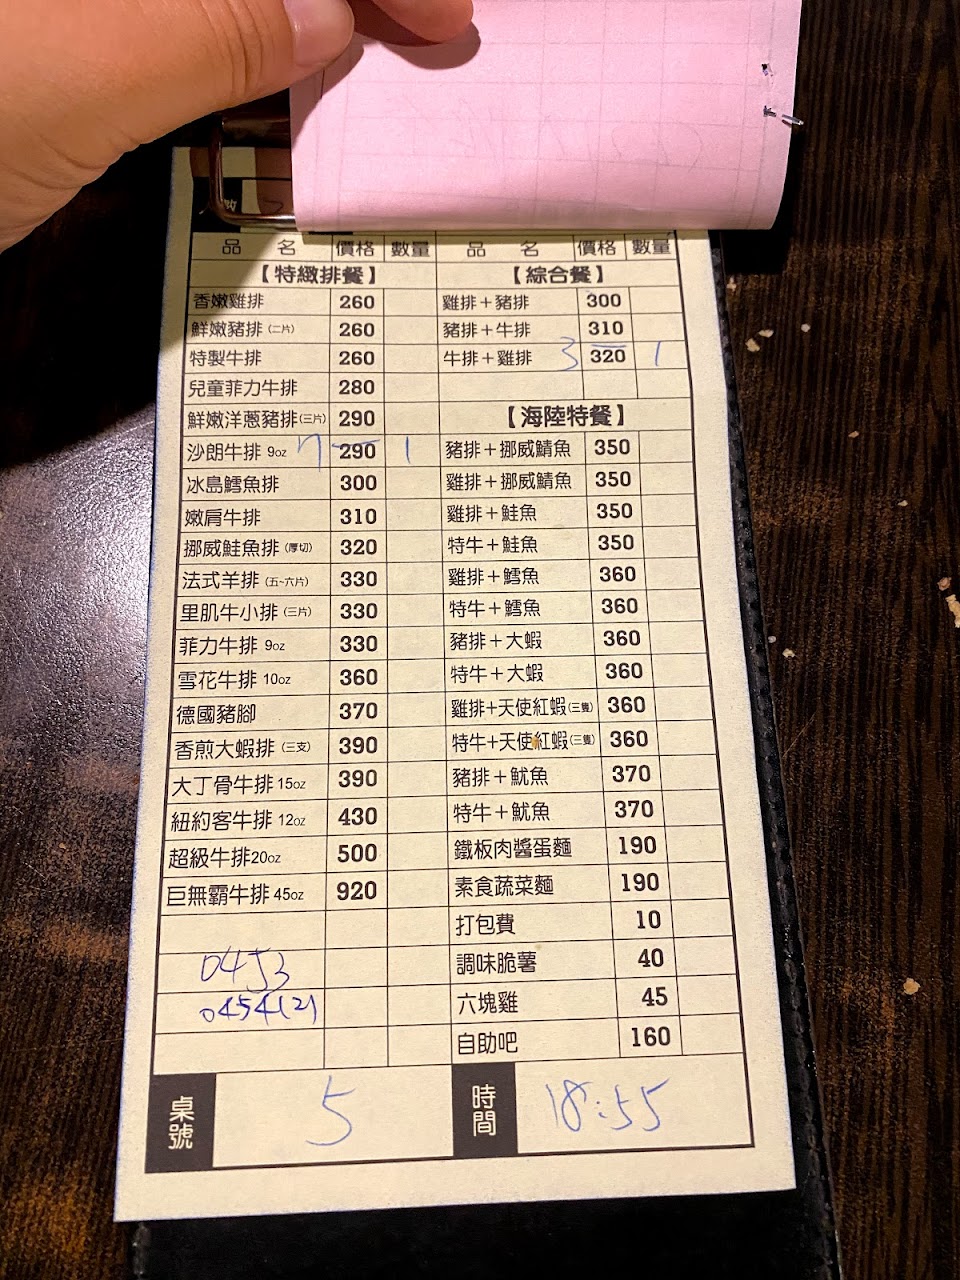 品 名 價格 數量
【特緻排餐】
香嫩雞排 260
鮮嫩豬排(二片) 260
特製牛排 260
兒童菲力牛排 280
鮮嫩洋蔥豬排(三片) 290
沙朗牛排 9oz 7 290 1
冰島鱈魚排 300
嫩肩牛排 310
挪威鮭魚排(厚切) 320
法式羊排(五~六片) 330
里肌牛小排(三片) 330
菲力牛排 9oz 330
雪花牛排 10oz 360
德國豬腳 370
香煎大蝦排(三支) 390
大丁骨牛排 15oz 390
紐約客牛排 12oz 430
超級牛排20oz 500
巨無霸牛排 45oz 920
0453
0454(2)
品 名 價格 數量
【綜合餐】
雞排+豬排 300
豬排+牛排 310
牛排+雞排 3 320 1
【海陸特餐】
豬排+挪威鯖魚 350
雞排+挪威鯖魚 350
雞排+鮭魚 350
特牛+鮭魚 350
雞排+鱈魚 360
特牛+鱈魚 360
豬排+大蝦 360
特牛+大蝦 360
雞排+天使紅蝦(三隻) 360
特牛+天使紅蝦(三隻) 360
豬排+魷魚 370
特牛+魷魚 370
鐵板肉醬蛋麵 190
素食蔬菜麵 190
打包費 10
調味脆薯 40
六塊雞 45
自助吧 160
桌號 5
時間 18:55